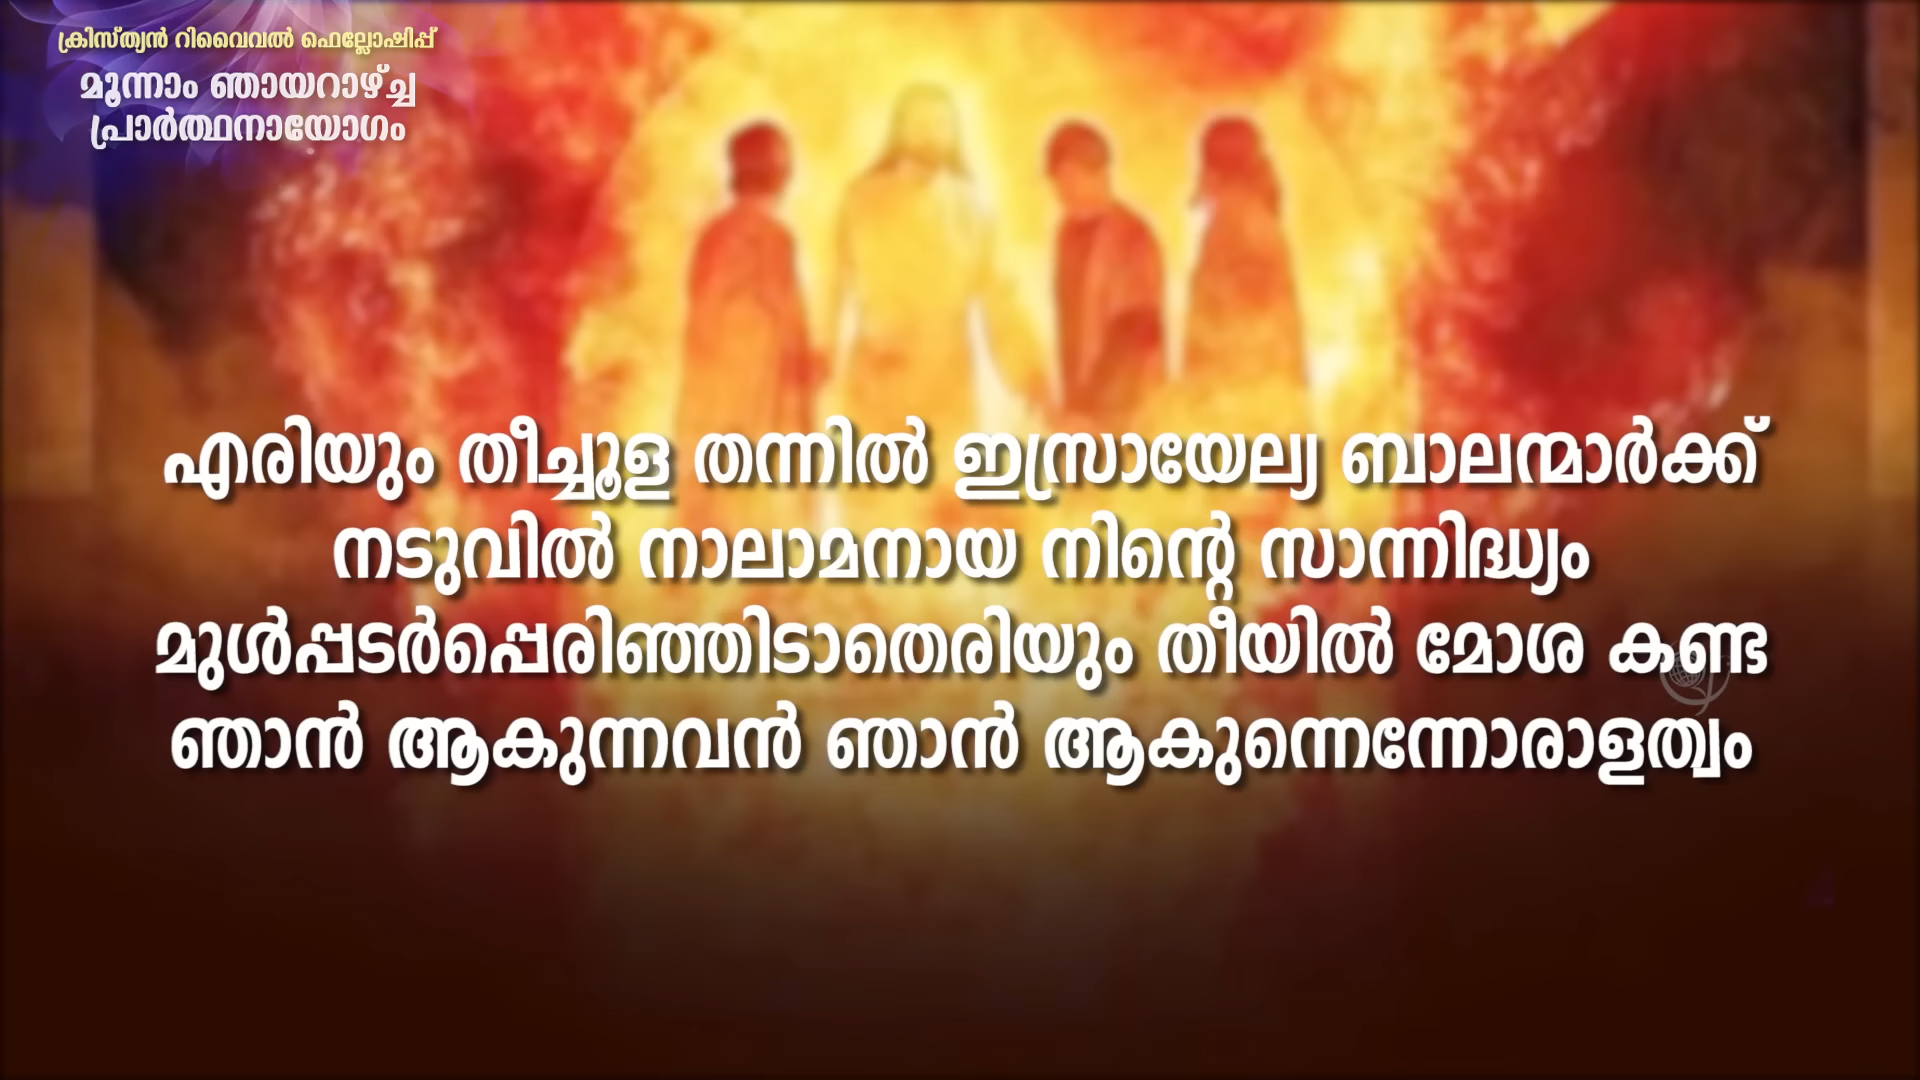 ക്രിസ്ത്യൻ റിവൈവൽ ഫെല്ലോഷിപ്പ്
മൂന്നാം ഞായറാഴ്ച്ച
പ്രാർത്ഥനായോഗം
എരിയും തീച്ചൂള തന്നിൽ ഇസ്രായേല്യ ബാലന്മാർക്ക്
നടുവിൽ നാലാമനായ നിന്റെ സാന്നിദ്ധ്യം
മുൾപ്പടർപ്പെരിഞ്ഞിടാതെരിയും തീയിൽ മോശ കണ്ട
ഞാൻ ആകുന്നവൻ ഞാൻ ആകുന്നെന്നോരാളത്വം